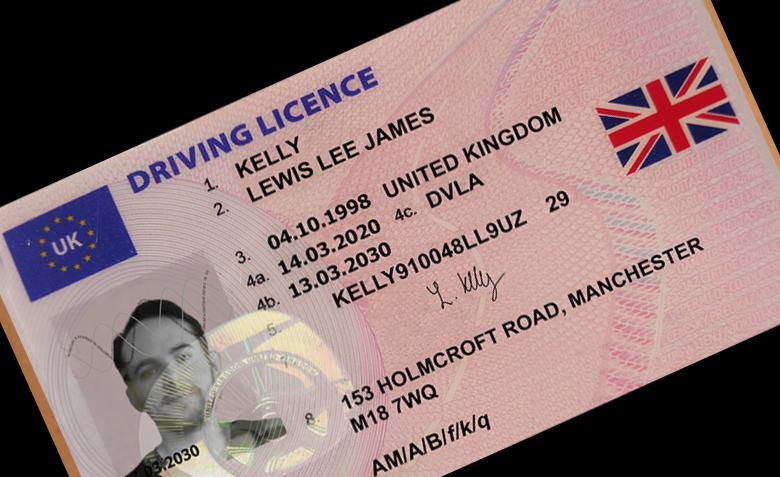 DRIVING LICENCE
UK
1. KELLY
2. LEWIS LEE JAMES
3. 04.10.1998 UNITED KINGDOM
4a. 14.03.2020 4c. DVLA
4b. 13.03.2030
5. KELLY910048LL9UZ 29
7. L. Kelly
8. 153 HOLMCROFT ROAD, MANCHESTER
M18 7WQ
AM/A/B/f/k/q
03.2030